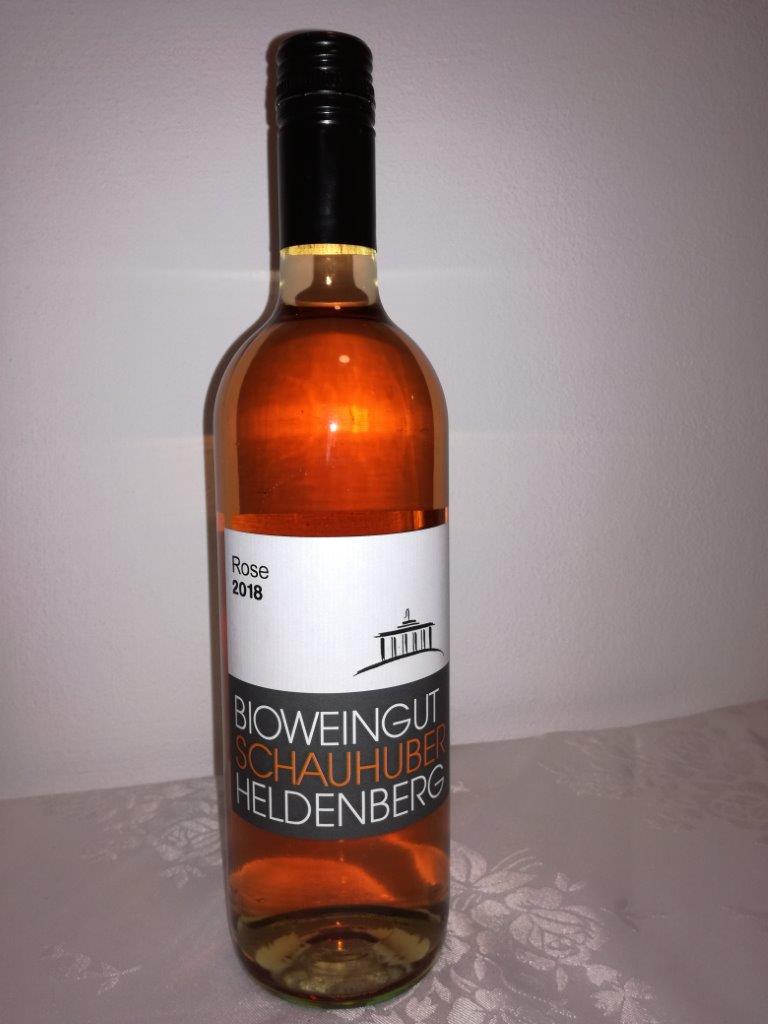 Rose
2018
BIOWEINGUT
SCHAUHUBER
HELDENBERG